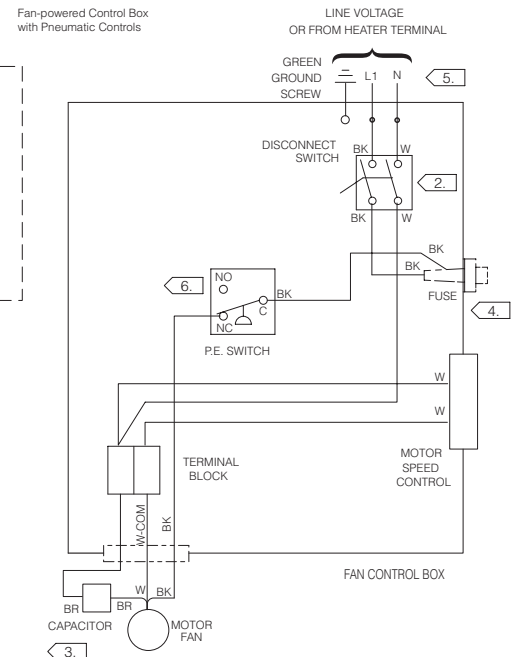 Fan-powered Control Box
with Pneumatic Controls
LINE VOLTAGE
OR FROM HEATER TERMINAL
GREEN
GROUND
SCREW
L1
N
5.
DISCONNECT
SWITCH
BK
W
2.
BK
W
BK
BK
FUSE
4.
6.
NO
BK
C
NC
P.E. SWITCH
W
W
MOTOR
SPEED
CONTROL
TERMINAL
BLOCK
W-COM
BK
FAN CONTROL BOX
W
BK
BR
BR
CAPACITOR
MOTOR
FAN
3.